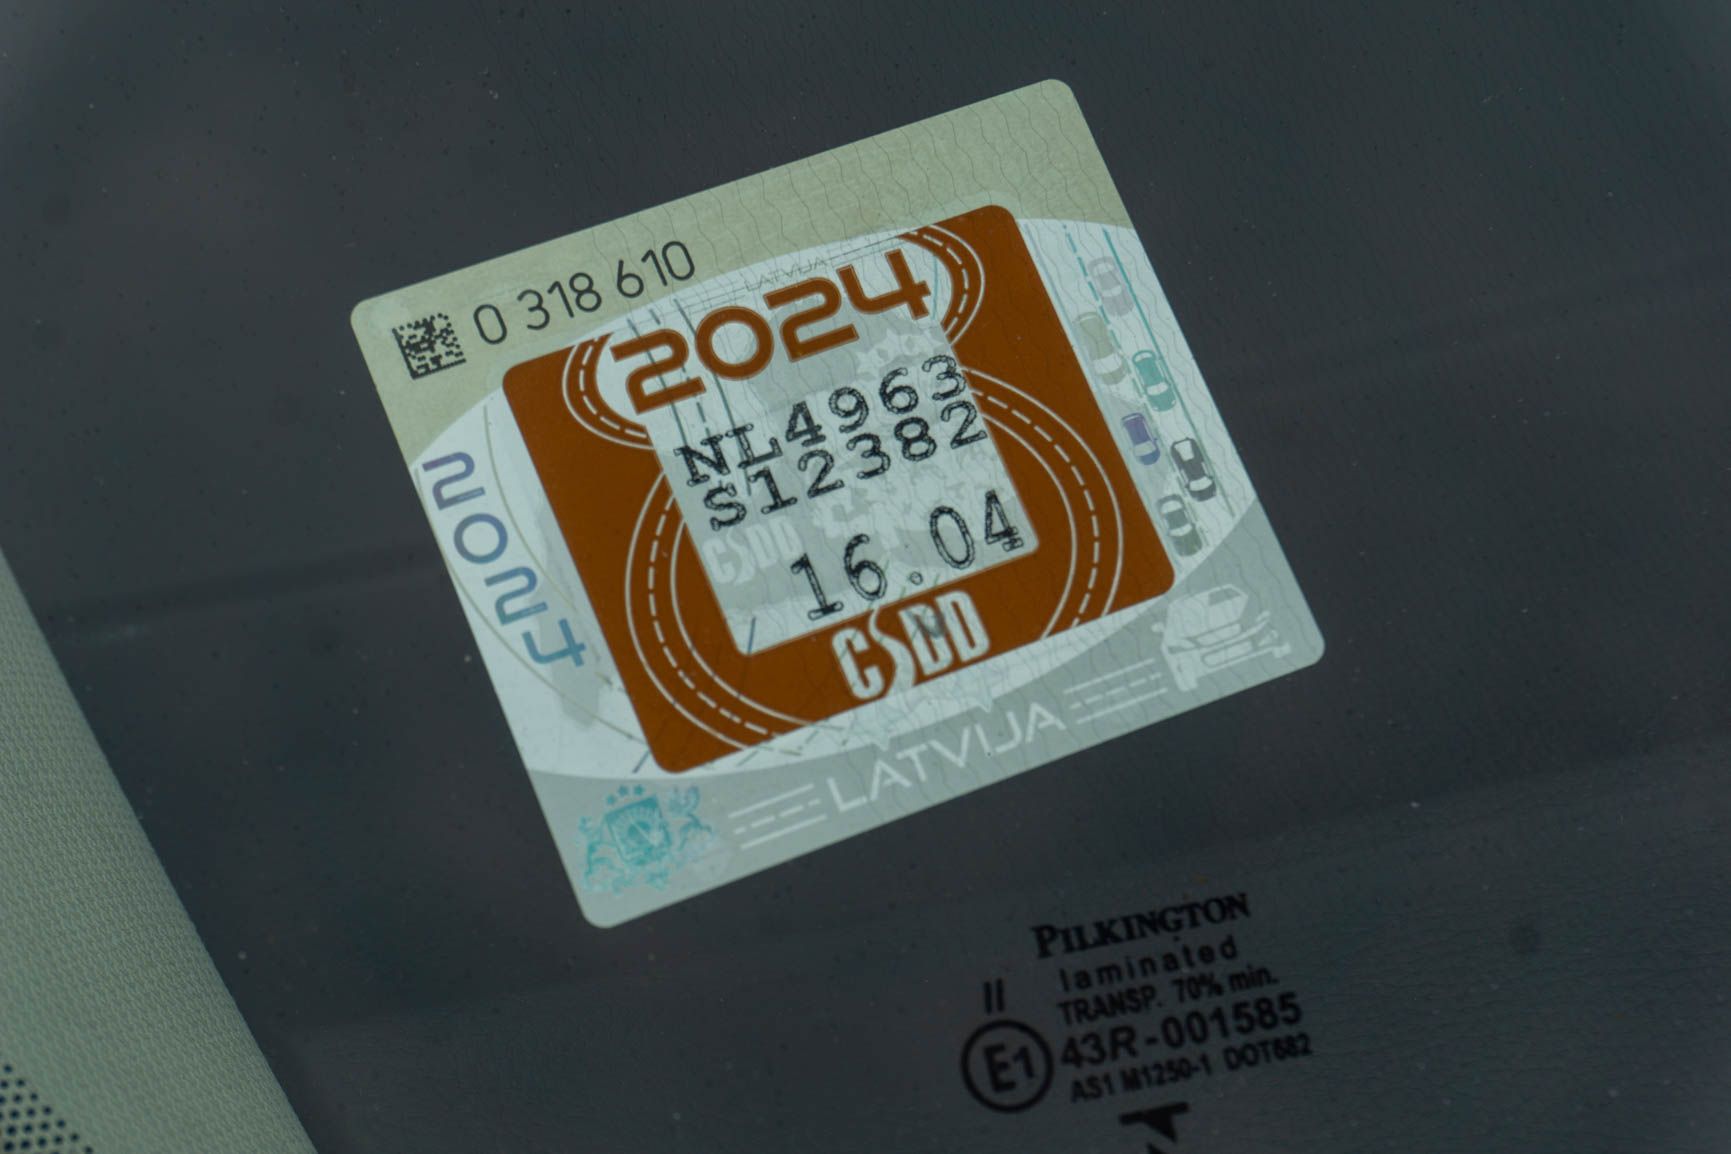 0 318 610
LATVIJA
2024
NL4963
S12382
CSDD
16.04
CSDD
2024
LATVIJA
PILKINGTON
laminated
II TRANSP. 70% min.
E1 43R-001585
AS1 M1250-1 DOT682